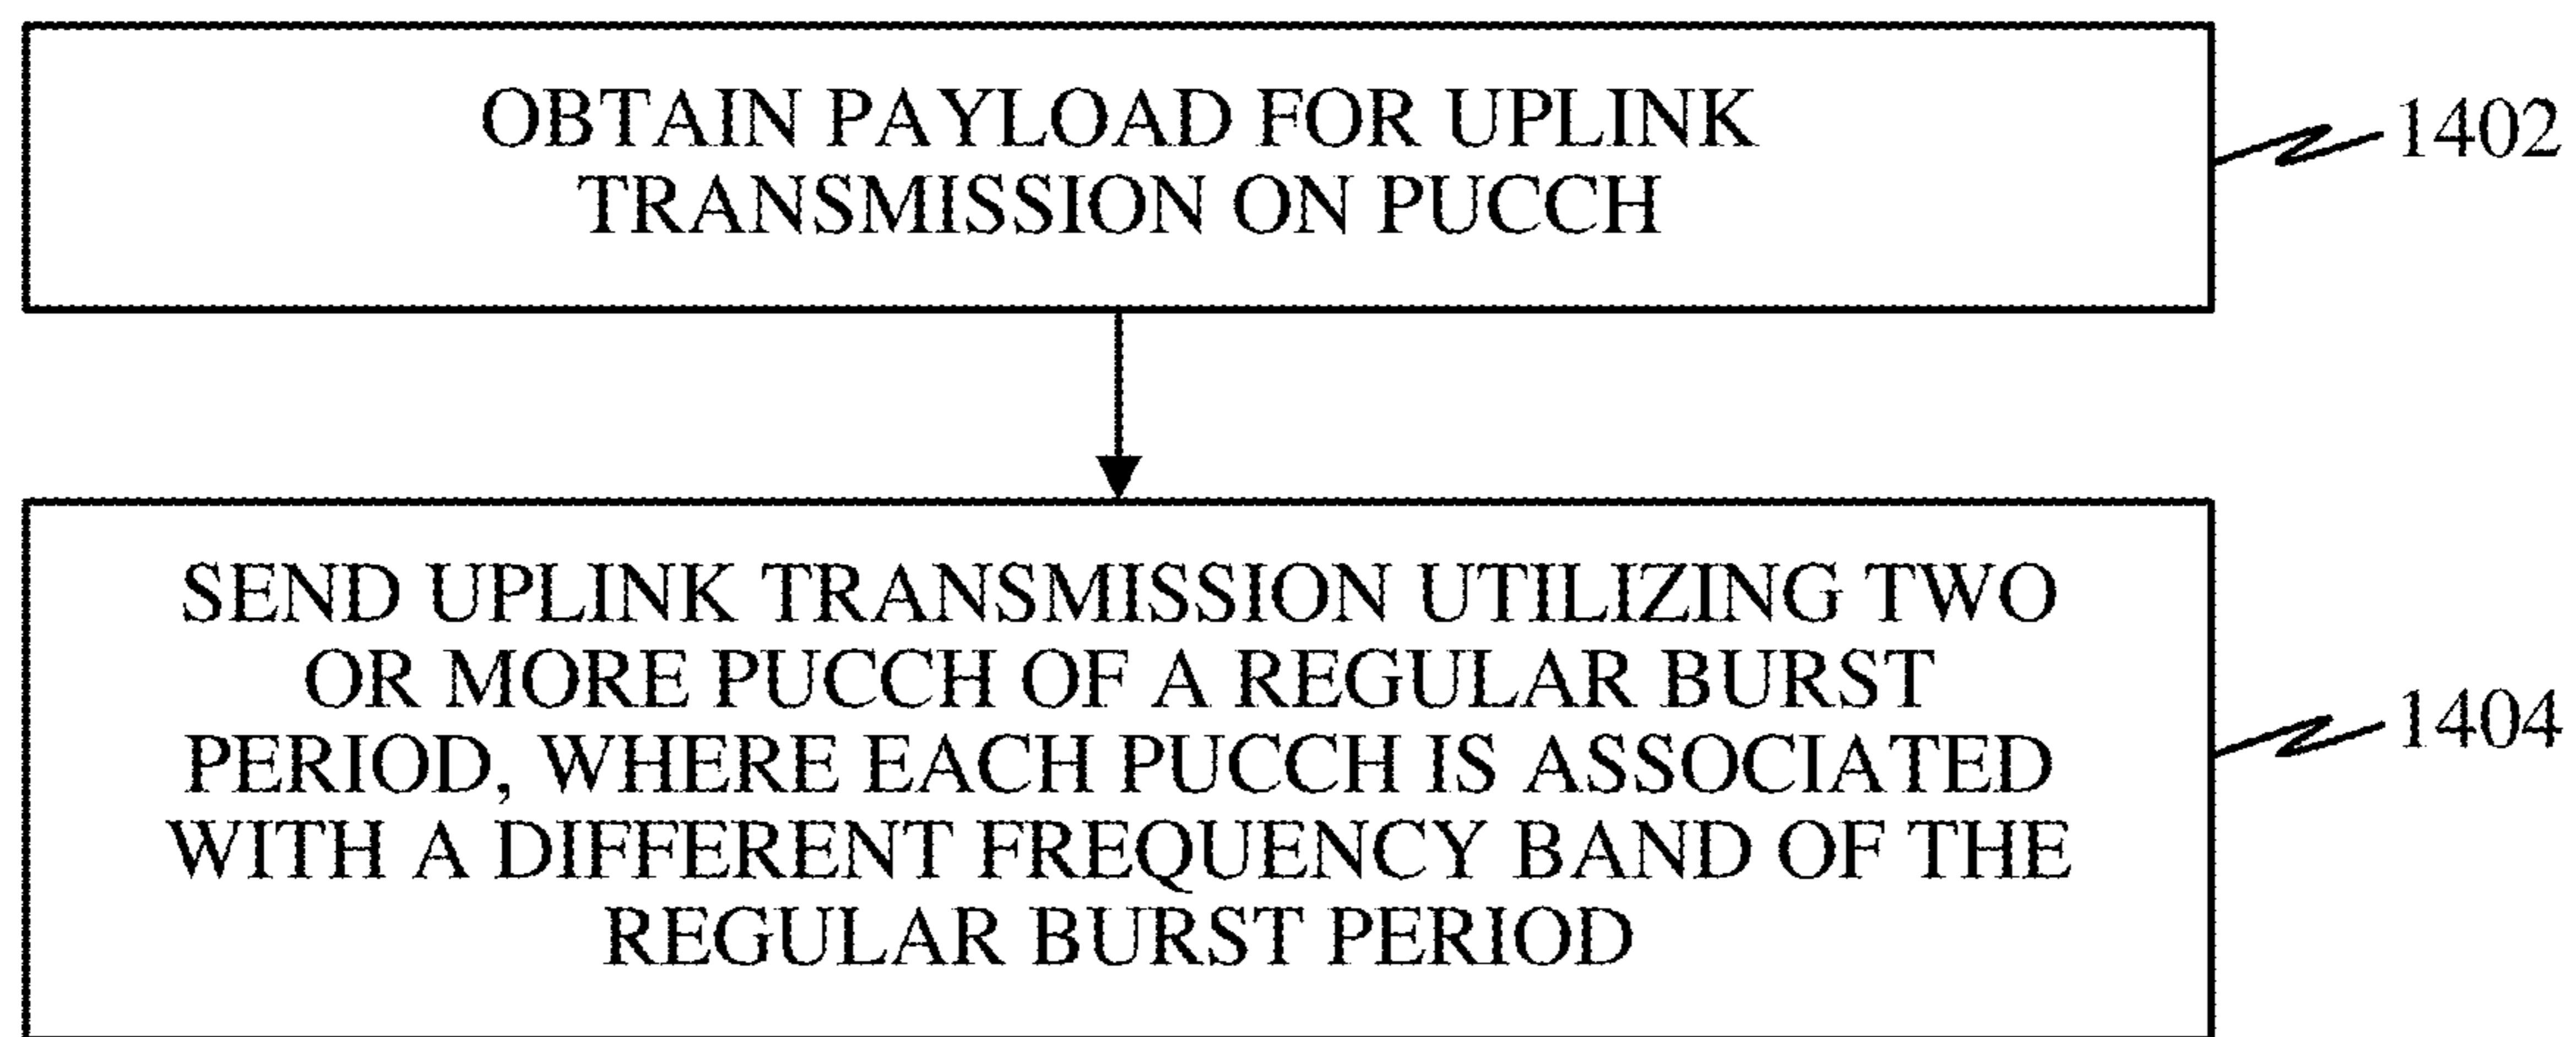 OBTAIN PAYLOAD FOR UPLINK
TRANSMISSION ON PUCCH
1402
SEND UPLINK TRANSMISSION UTILIZING TWO
OR MORE PUCCH OF A REGULAR BURST
PERIOD, WHERE EACH PUCCH IS ASSOCIATED
WITH A DIFFERENT FREQUENCY BAND OF THE
REGULAR BURST PERIOD
1404